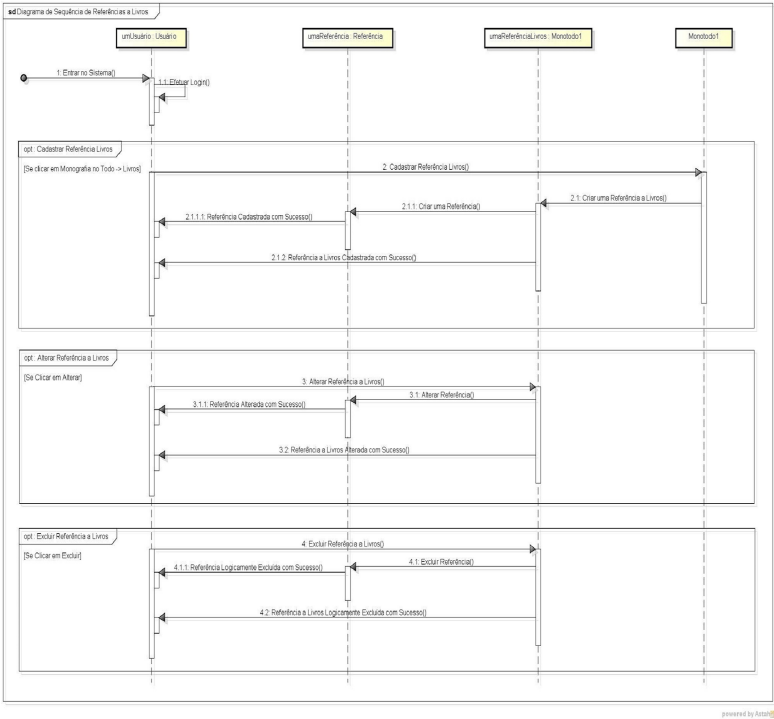 sd Diagrama de Sequência de Referências a Livros
umUsuário : Usuário
umaReferência : Referência
umaReferênciaLivros : Monotodo1
Monotodo1
1: Entrar no Sistema()
1.1: Efetuar Login()
opt : Cadastrar Referência Livros
[Se clicar em Monografia no Todo -> Livros]
2: Cadastrar Referência Livros()
2.1: Criar uma Referência a Livros()
2.1.1: Criar uma Referência()
2.1.1.1: Referência Cadastrada com Sucesso()
2.1.2: Referência a Livros Cadastrada com Sucesso()
opt : Alterar Referência a Livros
[Se Clicar em Alterar]
3: Alterar Referência a Livros()
3.1: Alterar Referência()
3.1.1: Referência Alterada com Sucesso()
3.2: Referência a Livros Alterada com Sucesso()
opt : Excluir Referência a Livros
[Se Clicar em Excluir]
4: Excluir Referência a Livros()
4.1: Excluir Referência()
4.1.1: Referência Logicamente Excluída com Sucesso()
4.2: Referência a Livros Logicamente Excluída com Sucesso()
powered by Astah